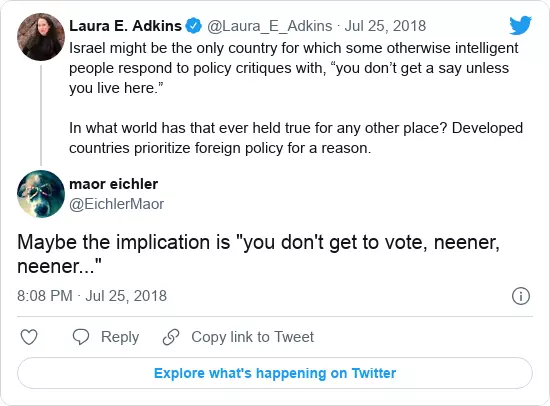 Laura E. Adkins @Laura_E_Adkins · Jul 25, 2018
Israel might be the only country for which some otherwise intelligent
people respond to policy critiques with, “you don’t get a say unless
you live here.”
In what world has that ever held true for any other place? Developed
countries prioritize foreign policy for a reason.
maor eichler
@EichlerMaor
Maybe the implication is "you don't get to vote, neener,
neener..."
8:08 PM · Jul 25, 2018
Reply Copy link to Tweet
Explore what's happening on Twitter